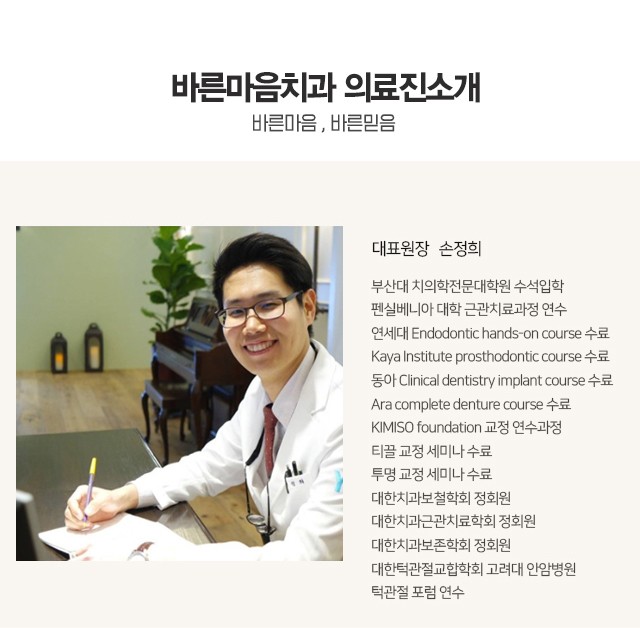 바른마음치과 의료진소개
바른마음 , 바른믿음
대표원장 손정희
부산대 치의학전문대학원 수석입학
펜실베니아 대학 근관치료과정 연수
연세대 Endodontic hands-on course 수료
Kaya Institute prosthodontic course 수료
동아 Clinical dentistry implant course 수료
Ara complete denture course 수료
KIMISO foundation 교정 연수과정
티끌 교정 세미나 수료
투명 교정 세미나 수료
대한치과보철학회 정회원
대한치과근관치료학회 정회원
대한치과보존학회 정회원
대한턱관절교합학회 고려대 안암병원
턱관절 포럼 연수